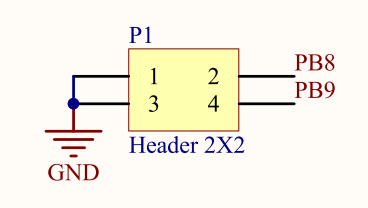 P1
1 2 PB8
3 4 PB9
Header 2X2
GND